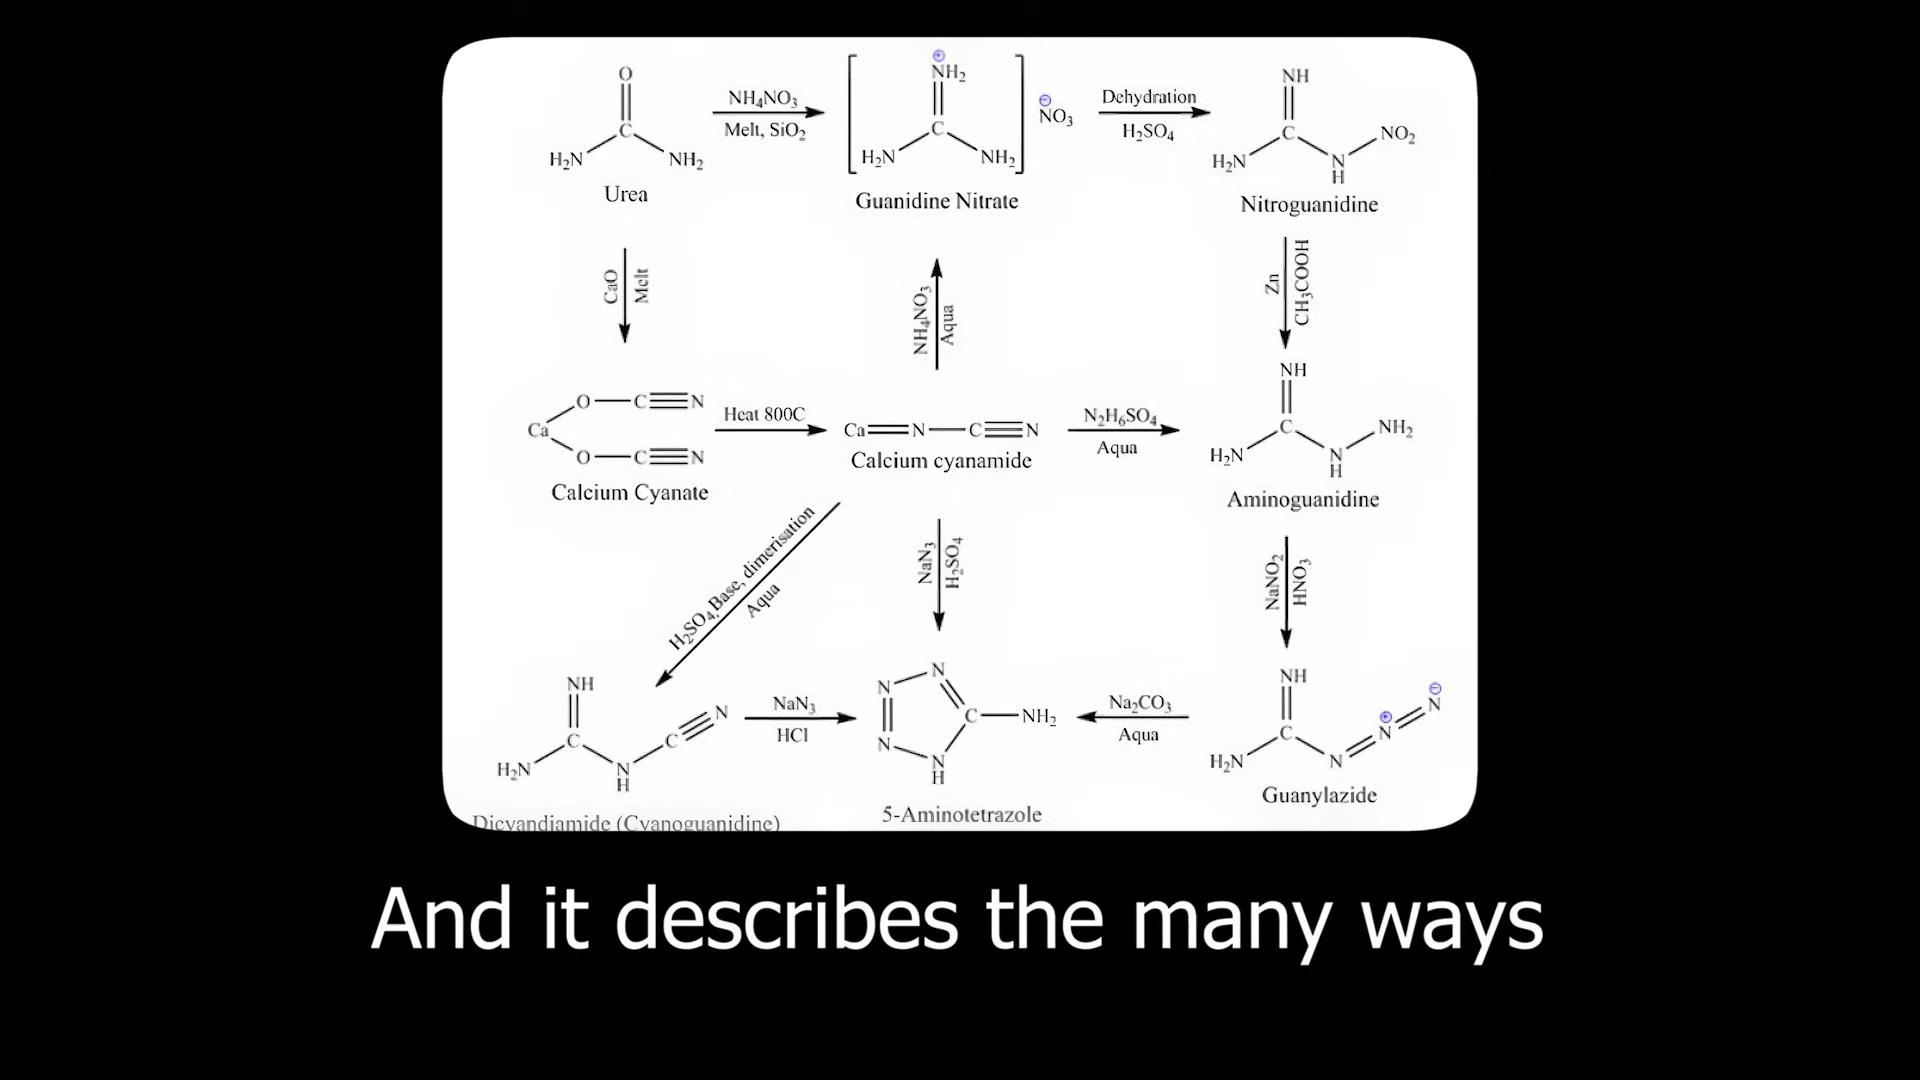 O
C
H₂N
NH₂
Urea
NH₄NO₃
Melt, SiO₂
⊕
NH₂
C
H₂N
NH₂
⊖
NO₃
Guanidine Nitrate
Dehydration
H₂SO₄
NH
C
NO₂
H₂N
N
H
Nitroguanidine
CaO
Melt
NH₄NO₃
Aqua
Zn
CH₃COOH
Ca
O
C
N
O
C
N
Calcium Cyanate
Heat 800C
Ca
N
C
N
Calcium cyanamide
N₂H₆SO₄
Aqua
NH
C
NH₂
H₂N
N
H
Aminoguanidine
H₂SO₄,Base, dimerisation
Aqua
NaN₃
H₂SO₄
NaNO₂
HNO₃
NH
C
C
N
H₂N
N
H
Dicyandiamide (Cyanoguanidine)
NaN₃
HCl
N
N
N
C
NH₂
N
H
5-Aminotetrazole
Na₂CO₃
Aqua
NH
C
⊖
N
⊕
N
H₂N
N
Guanylazide
And it describes the many ways